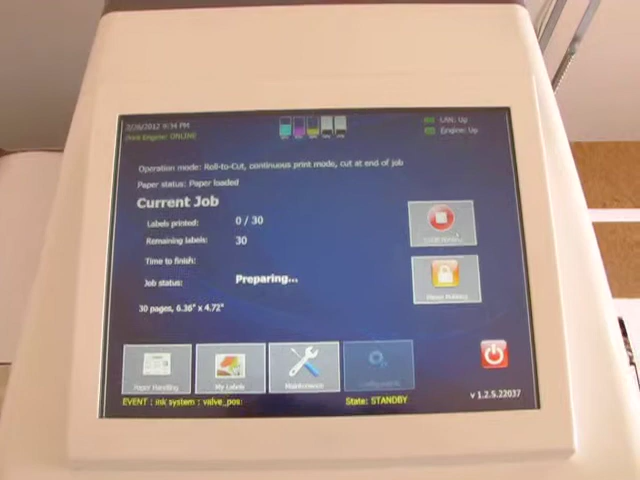 2/26/2012 9:34 PM
Print Engine: ONLINE
LAN: Up
Engine: Up
Operation mode: Roll-to-Cut, continuous print mode, cut at end of job
Paper status: Paper loaded
Current Job
Labels printed: 0 / 30
Remaining labels: 30
Time to finish:
Job status: Preparing...
30 pages, 6.36" x 4.72"
Paper Handling
My Labels
Maintenance
Configuration
EVENT : ink system : valve_pos:
State: STANDBY
v 1.2.5.22037